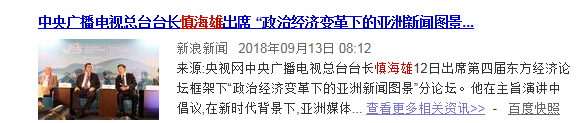 中央广播电视总台台长慎海雄出席 “政治经济变革下的亚洲新闻图景...
新浪新闻 2018年09月13日 08:12
来源:央视网中央广播电视总台台长慎海雄12日出席第四届东方经济论
坛框架下“政治经济变革下的亚洲新闻图景”分论坛。他在主旨演讲中
倡议,在新时代背景下,亚洲媒体... 查看更多相关资讯>> - 百度快照